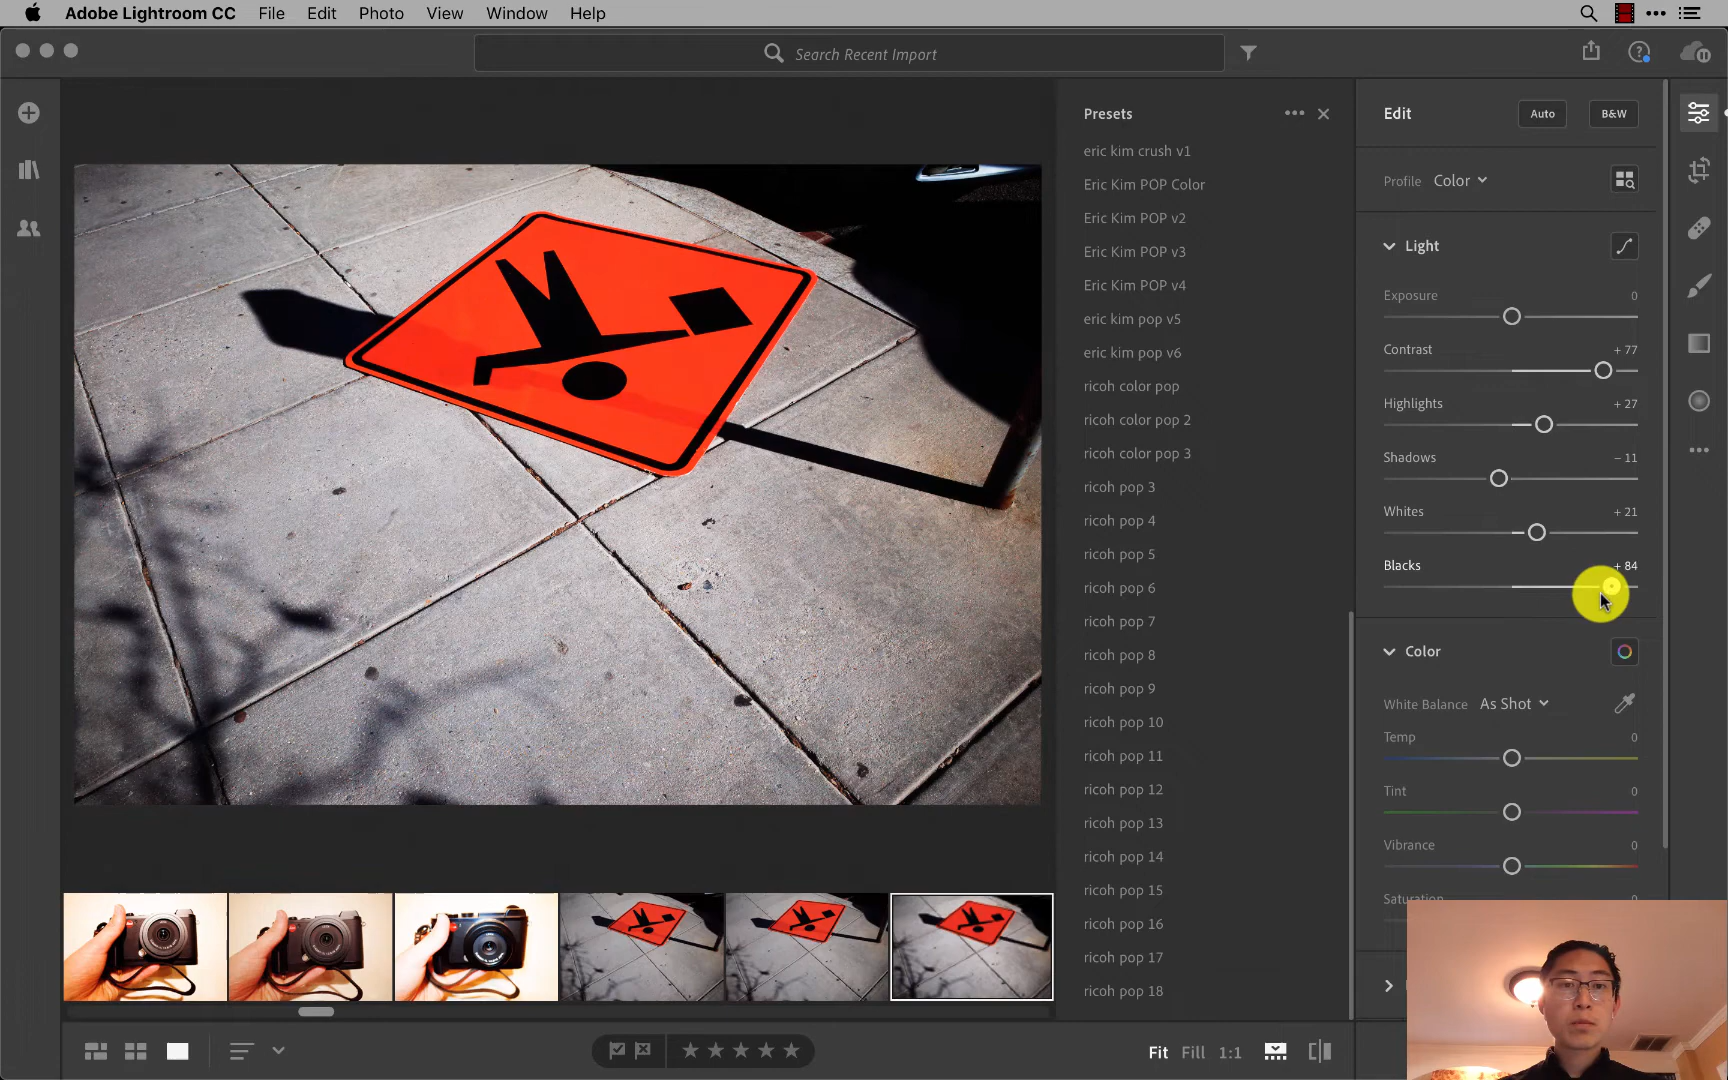 Adobe Lightroom CC File Edit Photo View Window Help
Search Recent Import
Presets
eric kim crush v1
Eric Kim POP Color
Eric Kim POP v2
Eric Kim POP v3
Eric Kim POP v4
eric kim pop v5
eric kim pop v6
ricoh color pop
ricoh color pop 2
ricoh color pop 3
ricoh pop 3
ricoh pop 4
ricoh pop 5
ricoh pop 6
ricoh pop 7
ricoh pop 8
ricoh pop 9
ricoh pop 10
ricoh pop 11
ricoh pop 12
ricoh pop 13
ricoh pop 14
ricoh pop 15
ricoh pop 16
ricoh pop 17
ricoh pop 18
Edit Auto B&W
Profile Color
Light
Exposure 0
Contrast + 77
Highlights + 27
Shadows – 11
Whites + 21
Blacks + 84
Color
White Balance As Shot
Temp 0
Tint 0
Vibrance 0
Saturation 0
Fit Fill 1:1